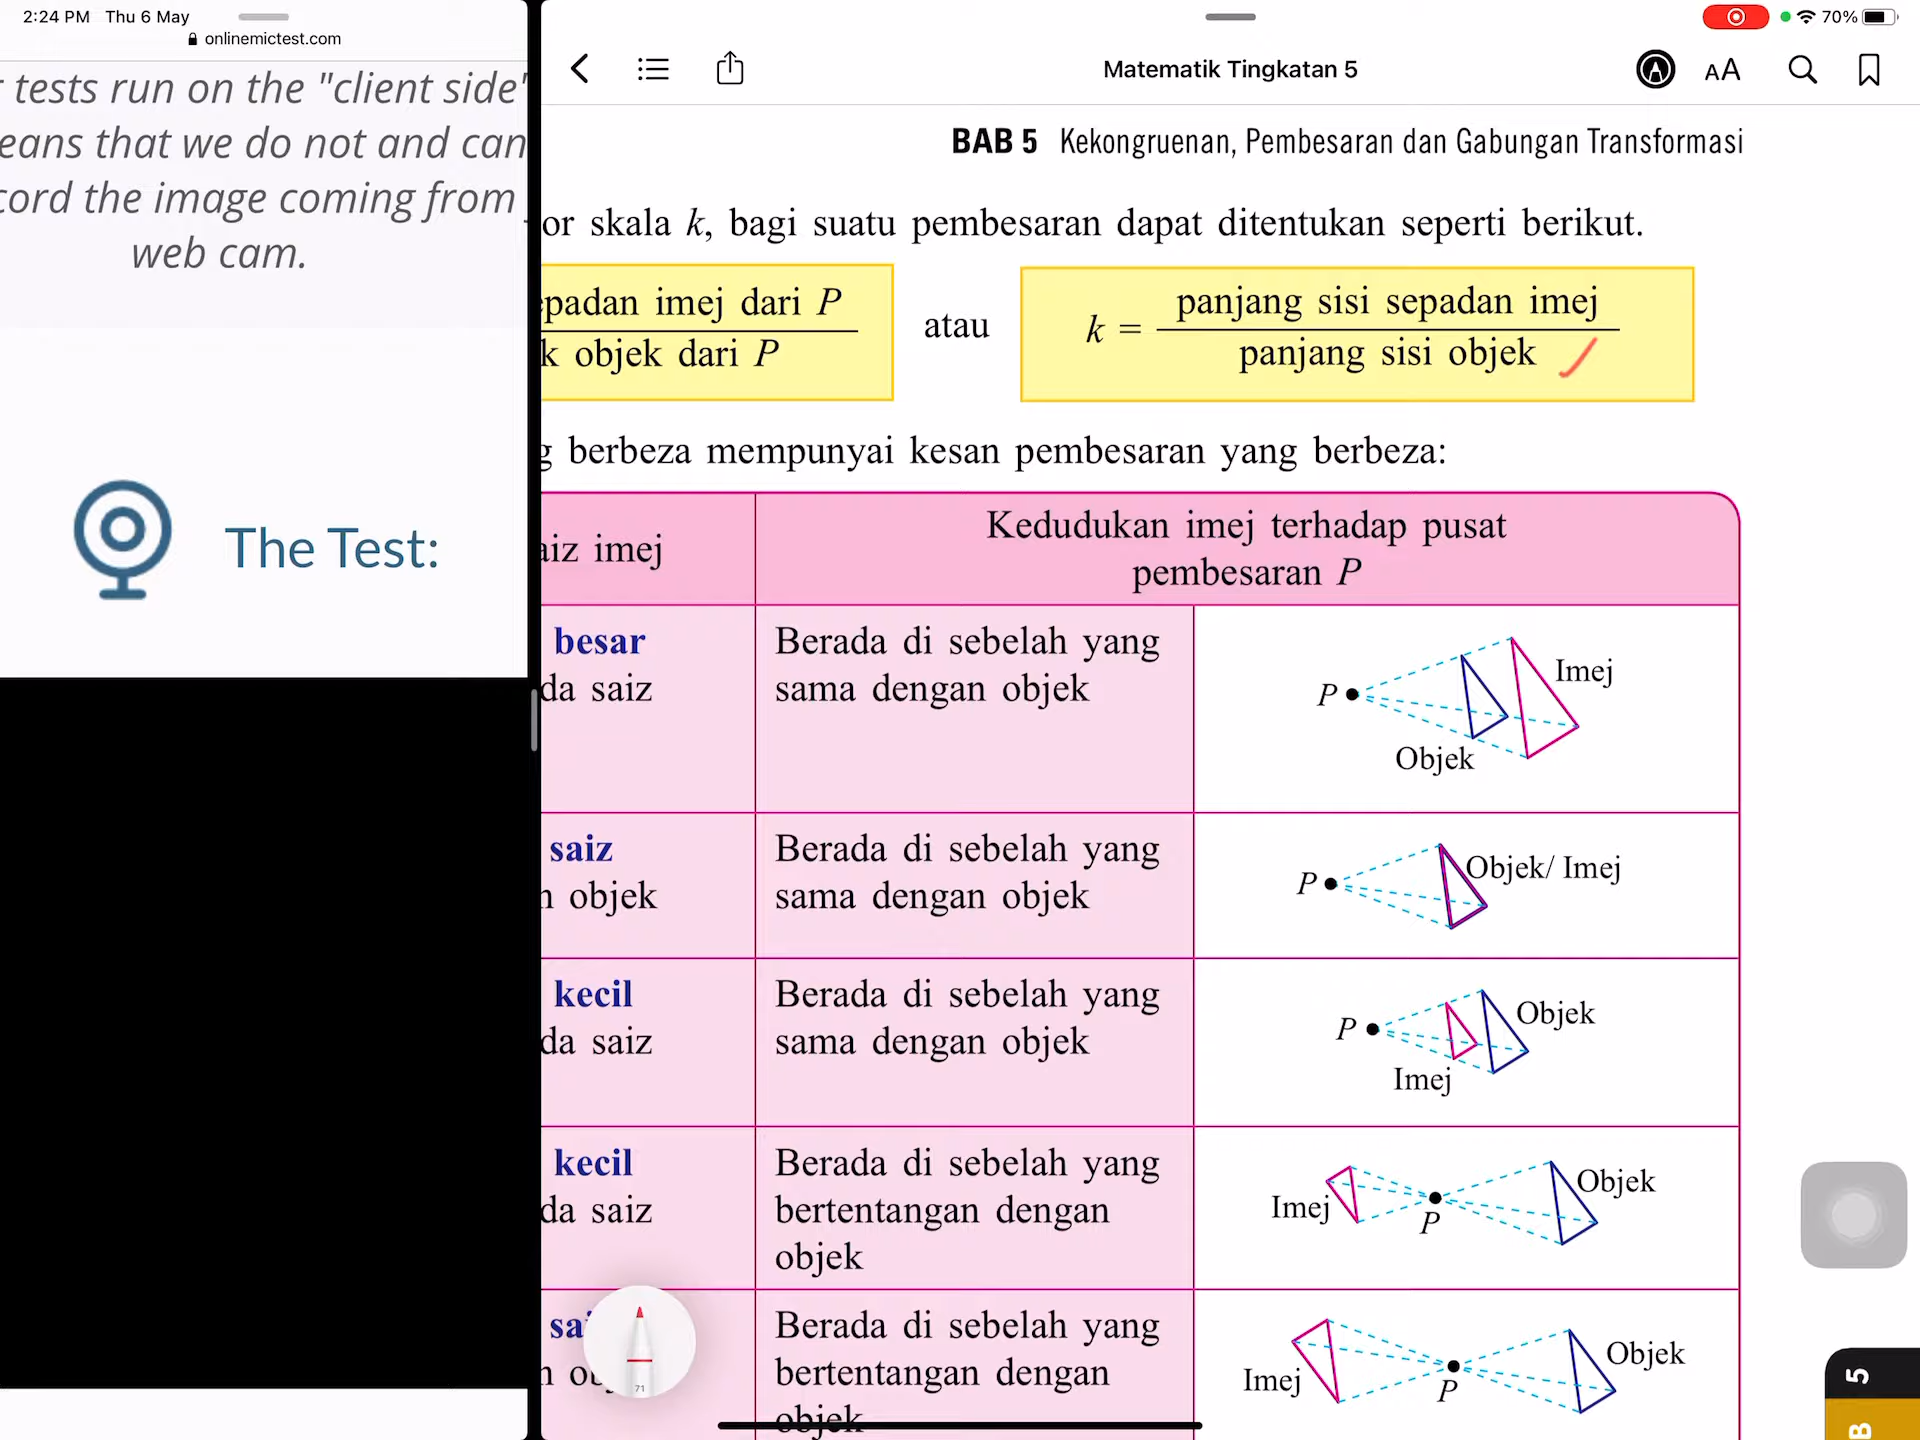 2:24 PM Thu 6 May
onlinemictest.com
tests run on the "client side"
eans that we do not and can
cord the image coming from
web cam.
The Test:
70%
Matematik Tingkatan 5
AA
BAB 5 Kekongruenan, Pembesaran dan Gabungan Transformasi
or skala k, bagi suatu pembesaran dapat ditentukan seperti berikut.
epadan imej dari P
k objek dari P
atau
k = panjang sisi sepadan imej
panjang sisi objek
g berbeza mempunyai kesan pembesaran yang berbeza:
aiz imej
Kedudukan imej terhadap pusat
pembesaran P
besar
da saiz
Berada di sebelah yang
sama dengan objek
P
Imej
Objek
saiz
n objek
Berada di sebelah yang
sama dengan objek
P
Objek/ Imej
kecil
da saiz
Berada di sebelah yang
sama dengan objek
P
Objek
Imej
kecil
da saiz
Berada di sebelah yang
bertentangan dengan
objek
Imej
P
Objek
sai
n ob
Berada di sebelah yang
bertentangan dengan
objek
Imej
P
Objek
71
5
B